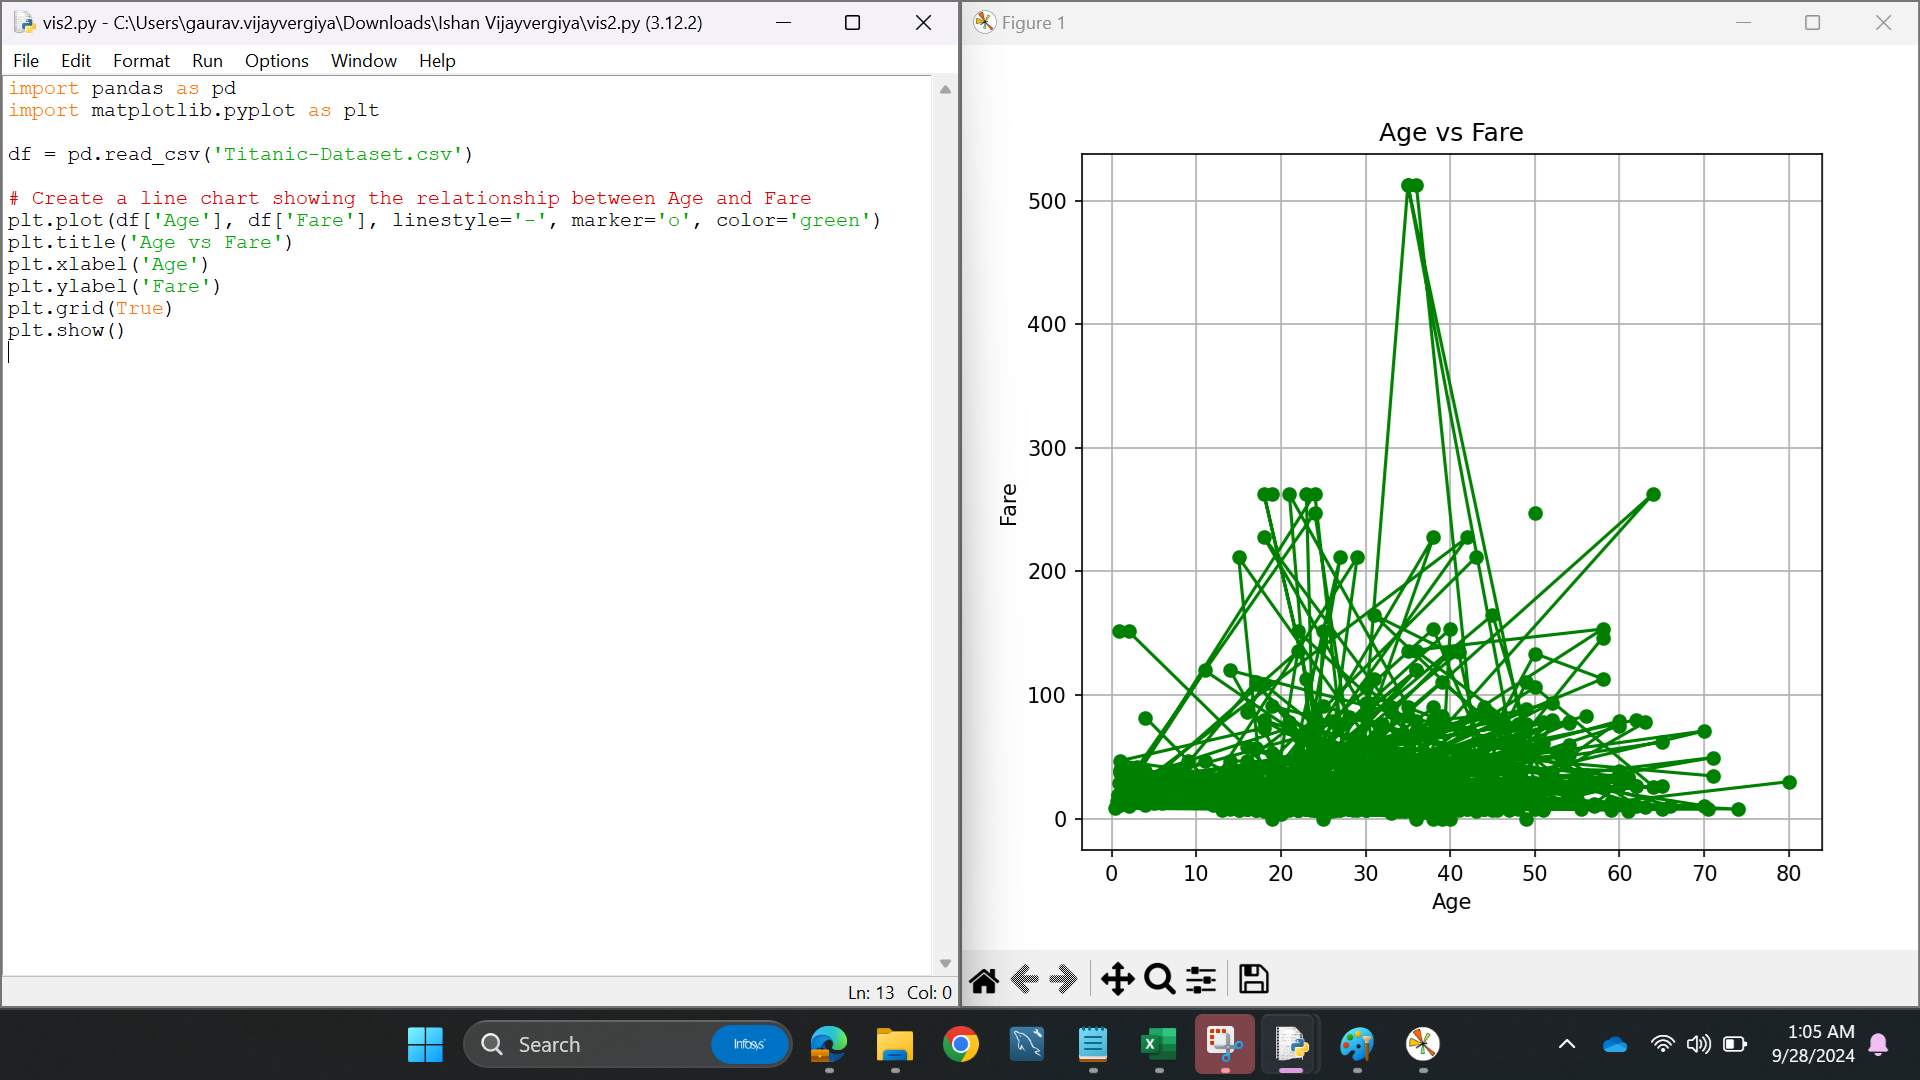 vis2.py - C:\Users\gaurav.vijayvergiya\Downloads\Ishan Vijayvergiya\vis2.py (3.12.2)
File Edit Format Run Options Window Help
import pandas as pd
import matplotlib.pyplot as plt
df = pd.read_csv('Titanic-Dataset.csv')
# Create a line chart showing the relationship between Age and Fare
plt.plot(df['Age'], df['Fare'], linestyle='-', marker='o', color='green')
plt.title('Age vs Fare')
plt.xlabel('Age')
plt.ylabel('Fare')
plt.grid(True)
plt.show()
Ln: 13 Col: 0
Figure 1
Age vs Fare
500
400
300
200
100
0
Fare
0 10 20 30 40 50 60 70 80
Age
Search
Infosys
X
1:05 AM
9/28/2024